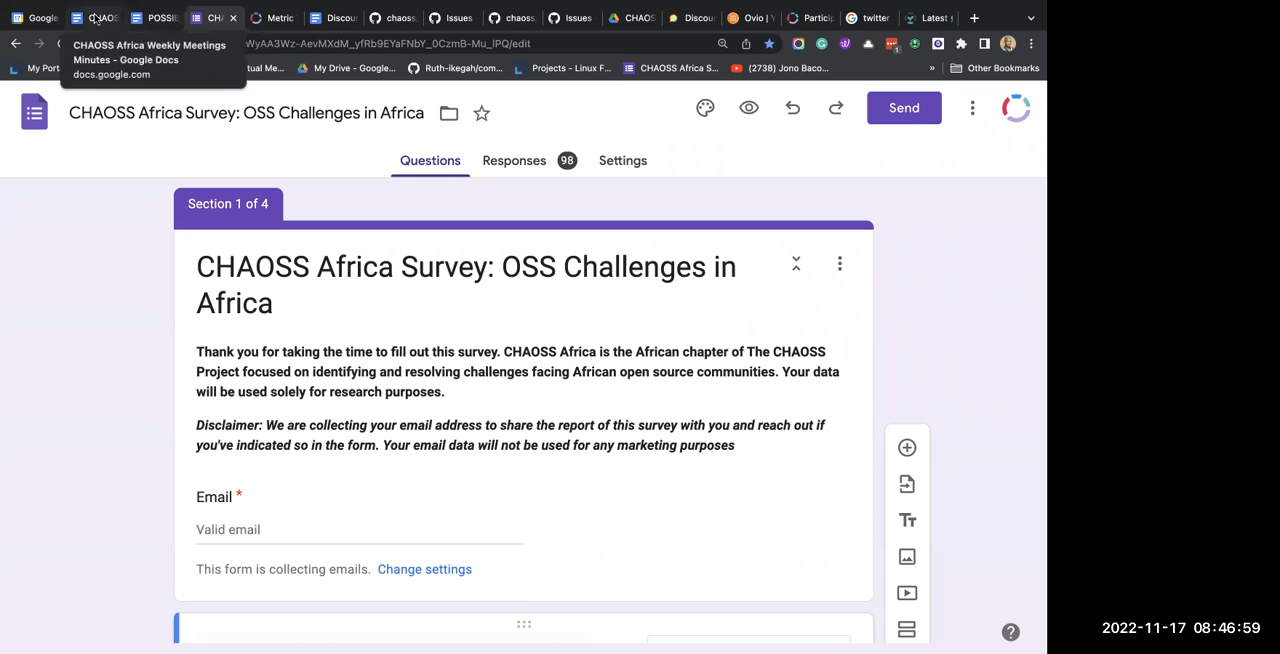 Google
CHAOS
POSSIE
CHA
Metric
Discou
chaoss,
Issues
chaoss,
Issues
CHAOS
Discou
Ovio | Y
Particip
twitter
Latest
CHAOSS Africa Weekly Meetings
Minutes - Google Docs
docs.google.com
WyAA3Wz-AevMXdM_yfRb9EYaFNbY_0CzmB-Mu_lPQ/edit
My Port
tual Me...
My Drive - Google...
Ruth-ikegah/com...
Projects - Linux F...
CHAOSS Africa S...
(2738) Jono Baco...
»
Other Bookmarks
CHAOSS Africa Survey: OSS Challenges in Africa
Send
Questions
Responses 98
Settings
Section 1 of 4
CHAOSS Africa Survey: OSS Challenges in
Africa
Thank you for taking the time to fill out this survey. CHAOSS Africa is the African chapter of The CHAOSS
Project focused on identifying and resolving challenges facing African open source communities. Your data
will be used solely for research purposes.
Disclaimer: We are collecting your email address to share the report of this survey with you and reach out if
you've indicated so in the form. Your email data will not be used for any marketing purposes
Email *
Valid email
This form is collecting emails. Change settings
Tт
2022-11-17 08:46:59